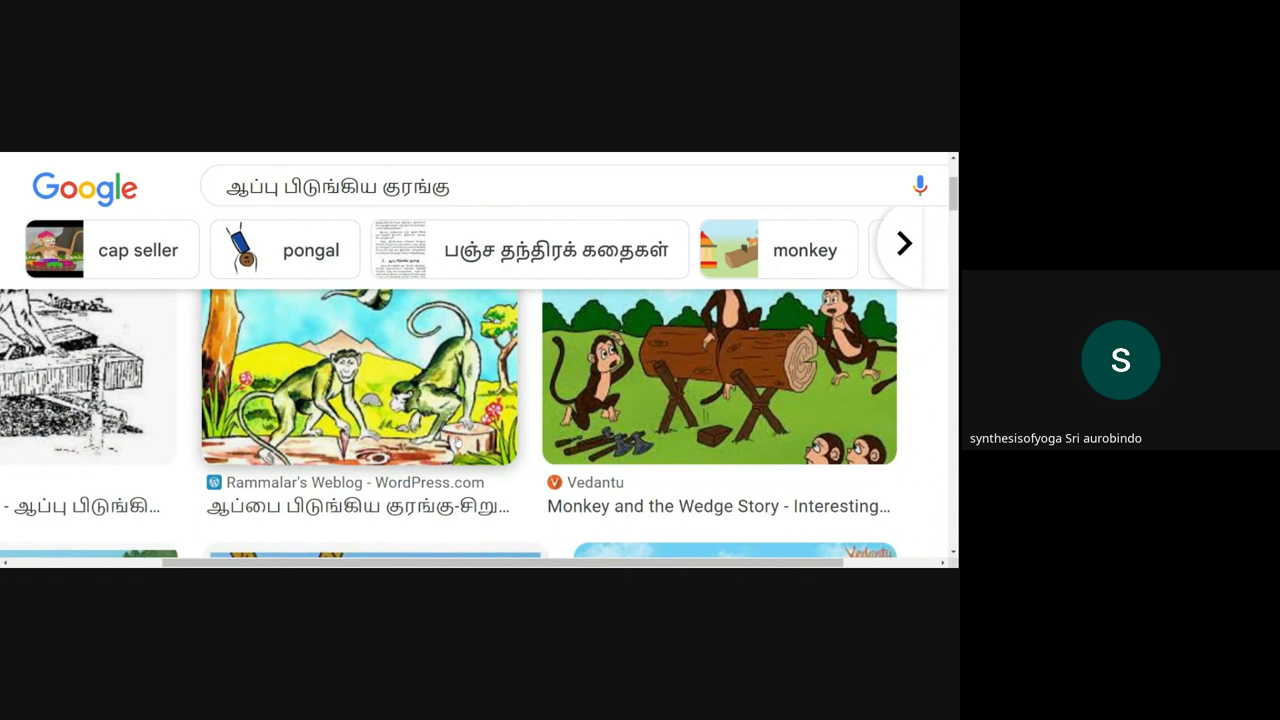 Google
ஆப்பு பிடுங்கிய குரங்கு
cap seller
pongal
பஞ்ச தந்திரக் கதைகள்
monkey
Rammalar's Weblog - WordPress.com
Vedantu
- ஆப்பு பிடுங்கி...
ஆப்பை பிடுங்கிய குரங்கு-சிறு...
Monkey and the Wedge Story - Interesting...
Vedantu
S
synthesisofyoga Sri aurobindo